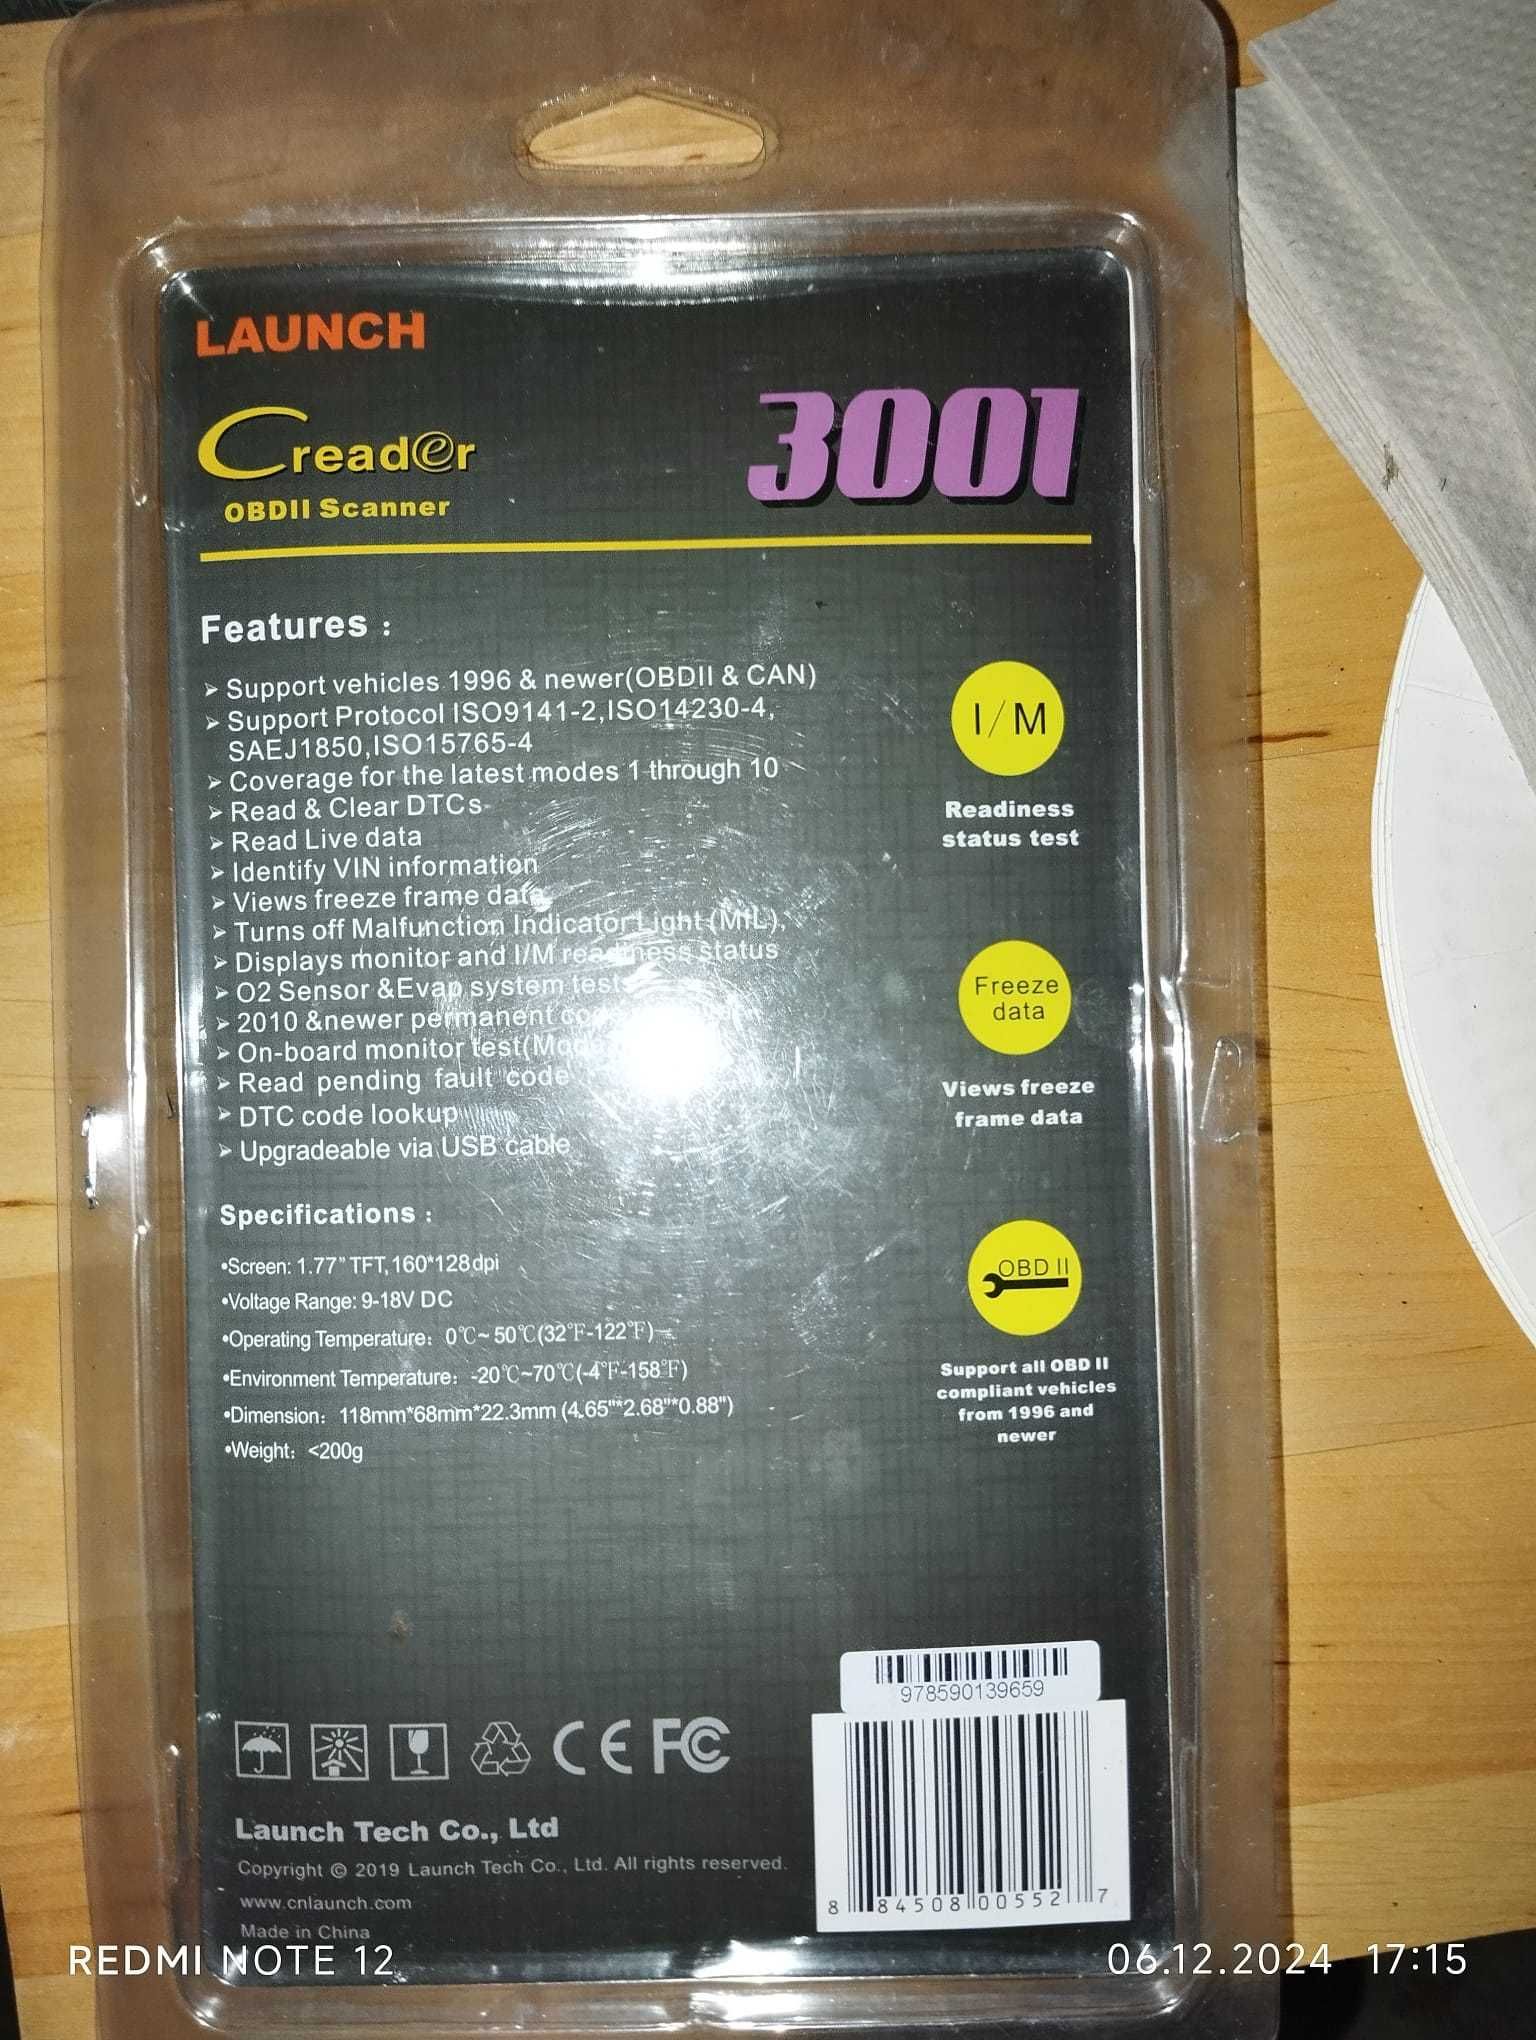 LAUNCH
Creader
3001
OBDII Scanner
Features :
➢ Support vehicles 1996 & newer(OBDII & CAN)
➢ Support Protocol ISO9141-2,ISO14230-4,
SAEJ1850,ISO15765-4
➢ Coverage for the latest modes 1 through 10
➢ Read & Clear DTCs
➢ Read Live data
➢ Identify VIN information
➢ Views freeze frame data
➢ Turns off Malfunction Indicator Light (MIL),
➢ Displays monitor and I/M readiness status
➢ O2 Sensor &Evap system tests
➢ 2010 &newer permanent
➢ On-board monitor test(Mode
➢ Read pending fault code
➢ DTC code lookup
➢ Upgradeable via USB cable
I/M
Readiness
status test
Freeze
data
Views freeze
frame data
OBD II
Support all OBD II
compliant vehicles
from 1996 and
newer
Specifications :
•Screen: 1.77" TFT, 160*128dpi
•Voltage Range: 9-18V DC
•Operating Temperature: 0℃~ 50℃(32℉-122℉)
•Environment Temperature: -20℃~70℃(-4℉-158℉)
•Dimension: 118mm*68mm*22.3mm (4.65"*2.68"*0.88")
•Weight: <200g
978590139659
CE FC
8 84508 00552 7
Launch Tech Co., Ltd
Copyright © 2019 Launch Tech Co., Ltd. All rights reserved.
www.cnlaunch.com
Made in China
REDMI NOTE 12
06.12.2024 17:15